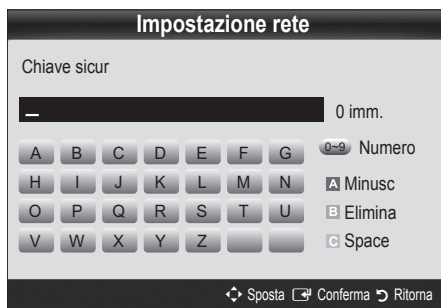 Impostazione rete
Chiave sicur
_ 0 imm.
A B C D E F G 0~9 Numero
H I J K L M N A Minusc
O P Q R S T U B Elimina
V W X Y Z C Space
Sposta Conferma Ritorna